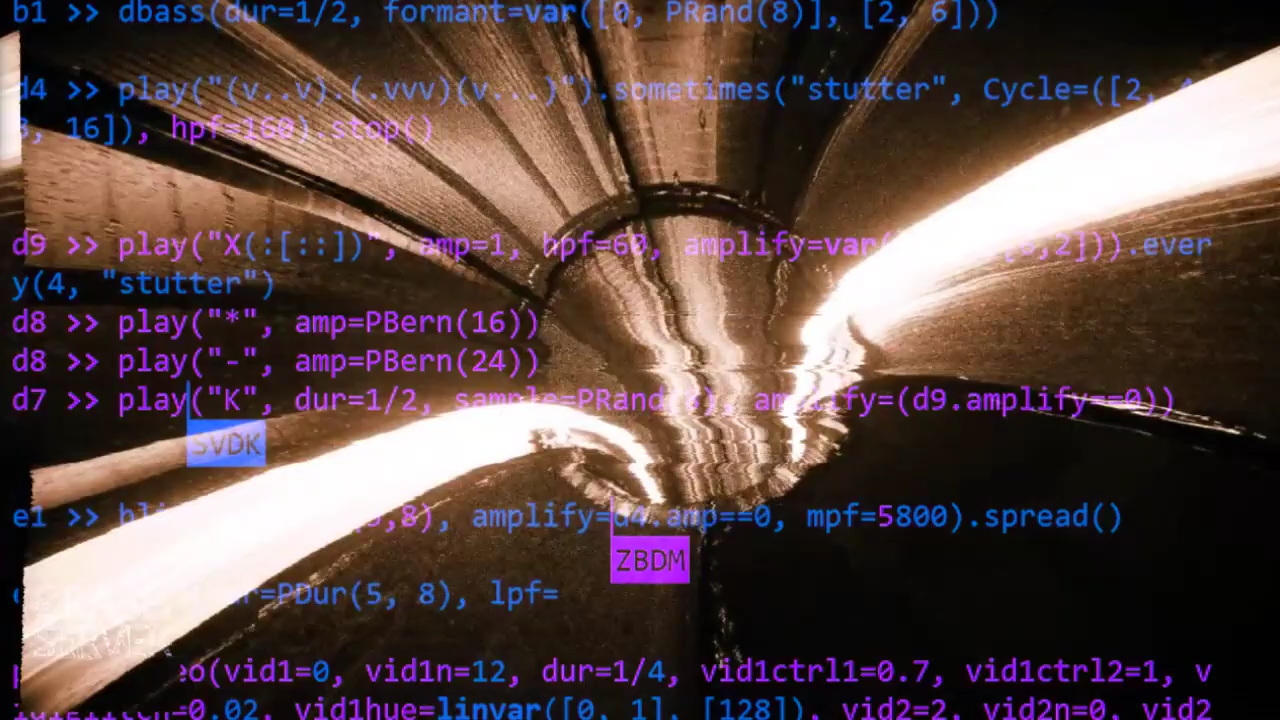 b1 >> dbass(dur=1/2, formant=var([0, PRand(8)], [2, 6]))
d4 >> play("(v..v).(.vvv)(v...)").sometimes("stutter", Cycle=([2,
16]), hpf=160).stop()
d9 >> play("X(:[::])", amp=1, hpf=60, amplify=var( ,2])).ever
y(4, "stutter")
d8 >> play("*", amp=PBern(16))
d8 >> play("-", amp=PBern(24))
d7 >> play("K", dur=1/2, sample=PRand( ), amplify=(d9.amplify==0))
SVDK
e1 >> ,8), amplify=d4.amp==0, mpf=5800).spread()
ZBDM
=PDur(5, 8), lpf=
SERVER
eo(vid1=0, vid1n=12, dur=1/4, vid1ctrl1=0.7, vid1ctrl2=1, v
=0.02, vid1hue=linvar([0, 1], [128]), vid2=2, vid2n=0, vid2